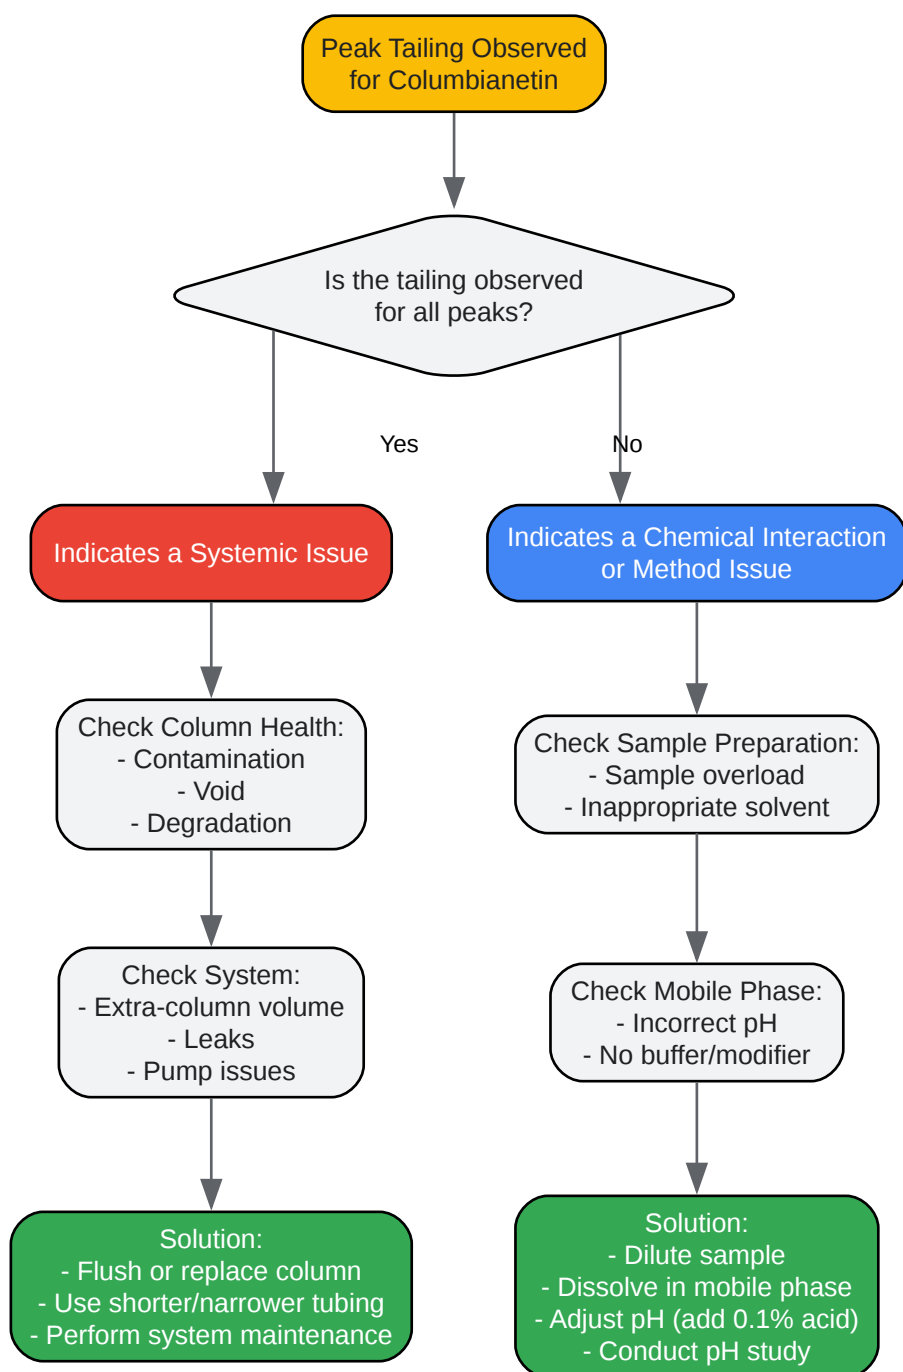 Peak Tailing Observed
for Columbianetin
Is the tailing observed
for all peaks?
Yes
No
Indicates a Systemic Issue
Indicates a Chemical Interaction
or Method Issue
Check Column Health:
- Contamination
- Void
- Degradation
Check Sample Preparation:
- Sample overload
- Inappropriate solvent
Check System:
- Extra-column volume
- Leaks
- Pump issues
Check Mobile Phase:
- Incorrect pH
- No buffer/modifier
Solution:
- Flush or replace column
- Use shorter/narrower tubing
- Perform system maintenance
Solution:
- Dilute sample
- Dissolve in mobile phase
- Adjust pH (add 0.1% acid)
- Conduct pH study